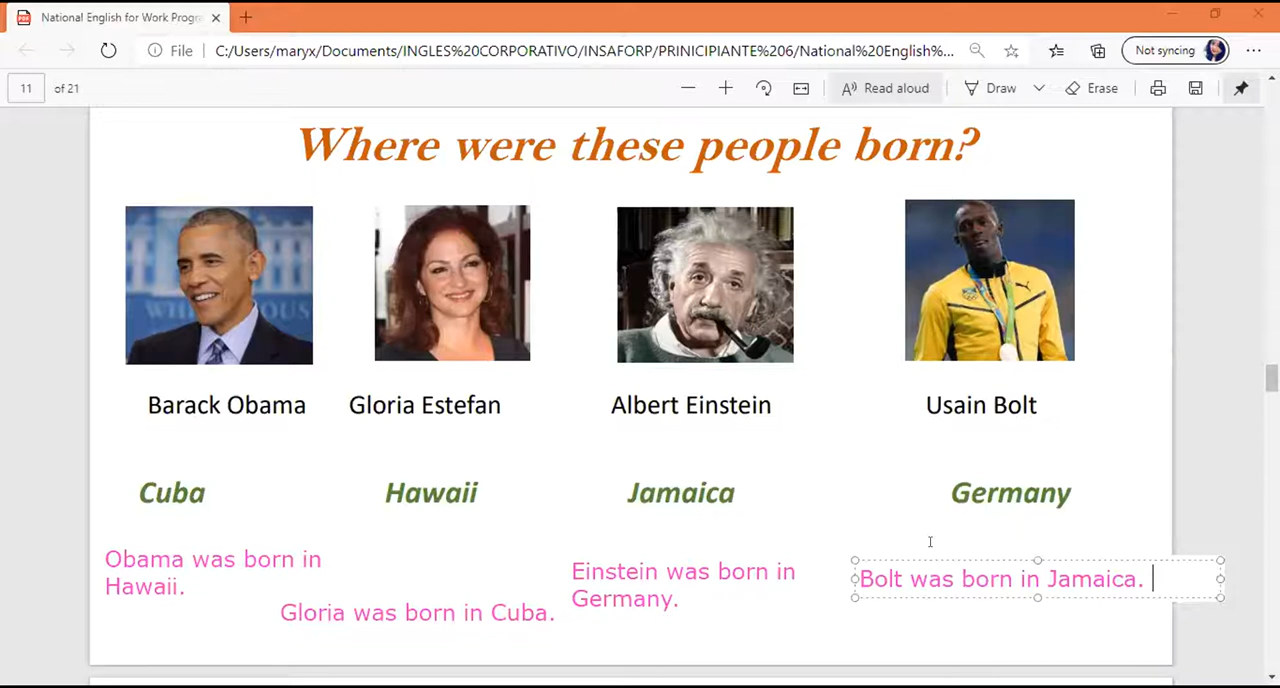 National English for Work Progr
File
C:/Users/maryx/Documents/INGLES%20CORPORATIVO/INSAFORP/PRINICIPIANTE%206/National%20English%...
Not syncing
11 of 21
Read aloud
Draw
Erase
Where were these people born?
Barack Obama
Gloria Estefan
Albert Einstein
Usain Bolt
Cuba
Hawaii
Jamaica
Germany
Obama was born in
Hawaii.
Gloria was born in Cuba.
Einstein was born in
Germany.
Bolt was born in Jamaica.